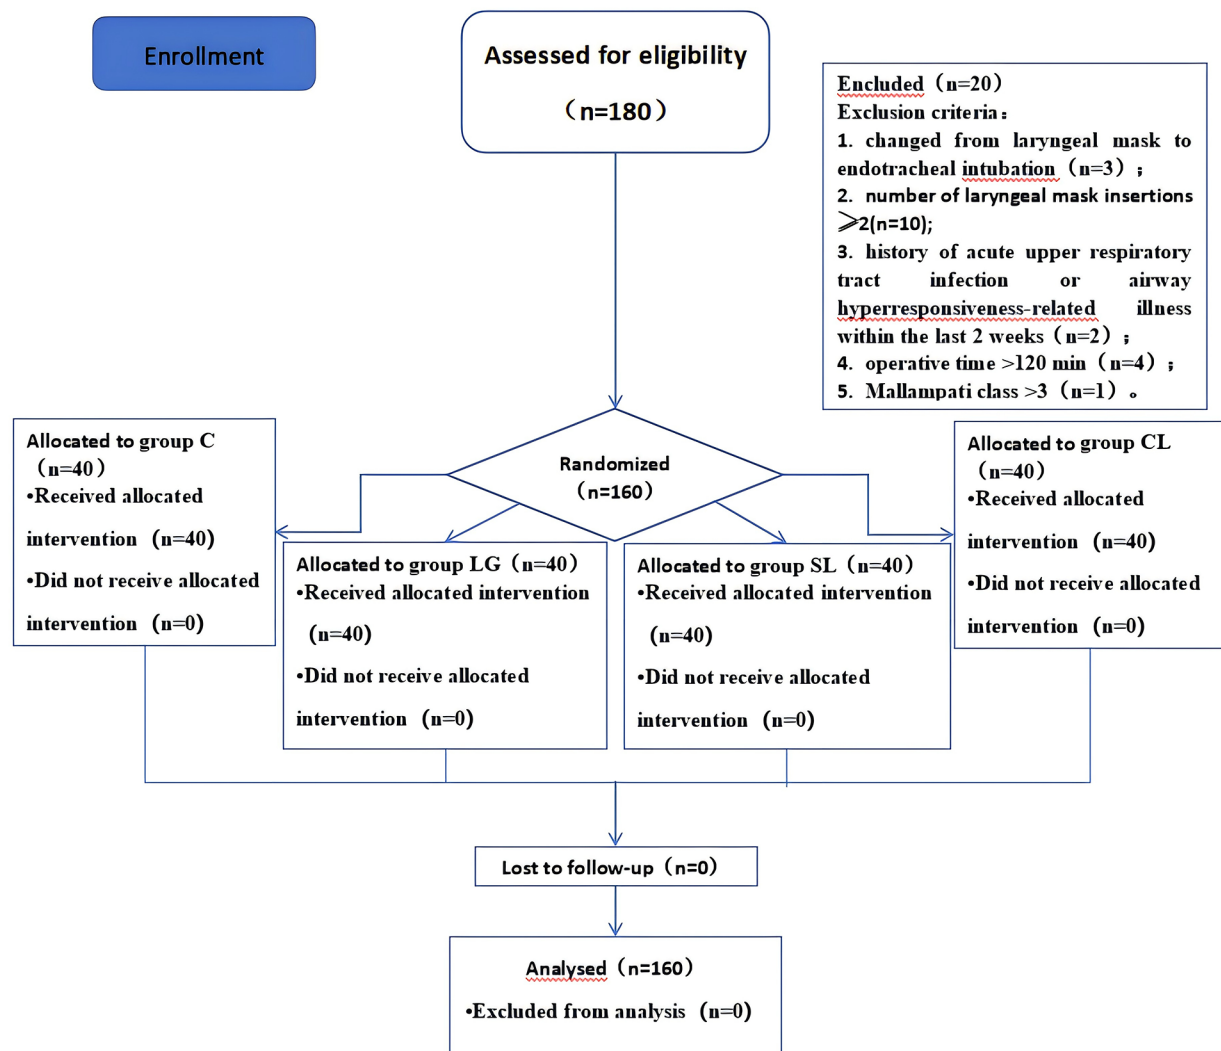 Enrollment
Assessed for eligibility
（n=180）
Encluded（n=20）
Exclusion criteria：
1. changed from laryngeal mask to
endotracheal intubation（n=3）；
2. number of laryngeal mask insertions
⩾2(n=10);
3. history of acute upper respiratory
tract infection or airway
hyperresponsiveness-related illness
within the last 2 weeks（n=2）；
4. operative time >120 min（n=4）；
5. Mallampati class >3（n=1）。
Randomized
（n=160）
Allocated to group C
（n=40）
•Received allocated
intervention（n=40）
•Did not receive allocated
intervention（n=0）
Allocated to group LG（n=40）
•Received allocated intervention
（n=40）
•Did not receive allocated
intervention（n=0）
Allocated to group SL（n=40）
•Received allocated intervention
（n=40）
•Did not receive allocated
intervention（n=0）
Allocated to group CL
（n=40）
•Received allocated
intervention（n=40）
•Did not receive allocated
intervention（n=0）
Lost to follow-up（n=0）
Analysed（n=160）
•Excluded from analysis（n=0）